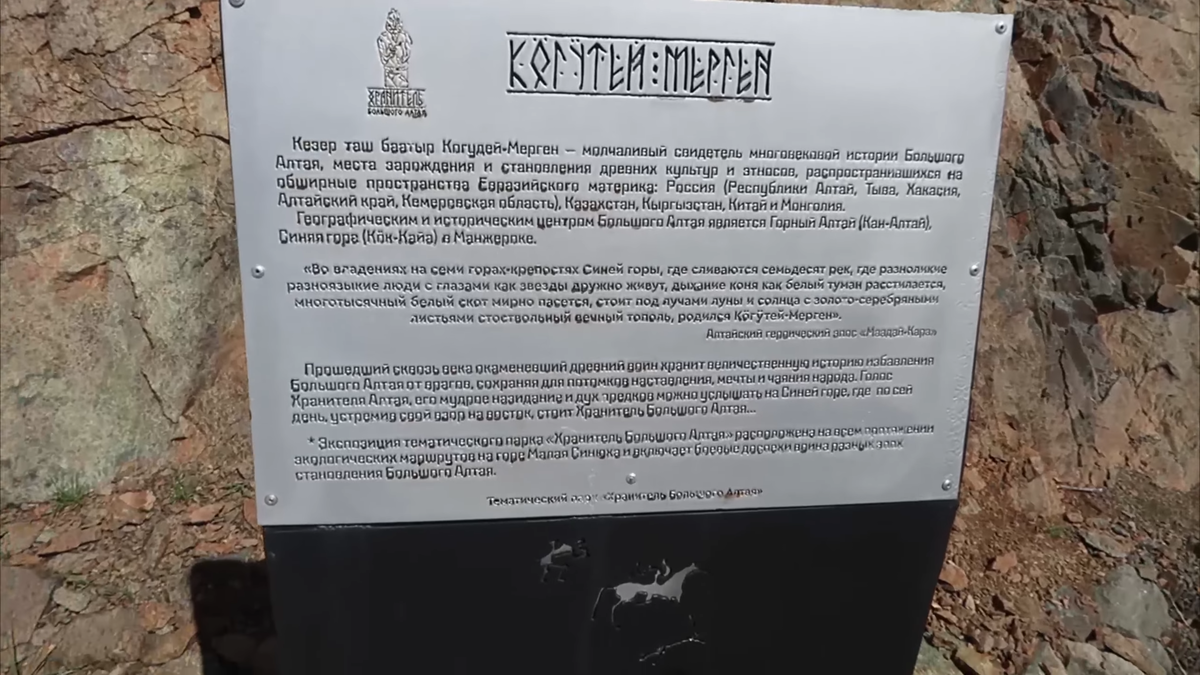 КӦГӰТЕЙ : МЕРГЕН
ХРАНИТЕЛЬ
БОЛЬШОГО АЛТАЯ
Кезер таш баатыр Когудей-Мерген – молчаливый свидетель многовековой истории Большого
Алтая, места зарождения и становления древних культур и этносов, распространившихся на
обширные пространства Евразийского материка: Россия (Республики Алтай, Тыва, Хакасия,
Алтайский край, Кемеровская область), Казахстан, Кыргызстан, Китай и Монголия.
Географическим и историческим центром Большого Алтая является Горный Алтай (Кан-Алтай),
Синяя гора (Кӧк-Кайа) в Манжероке.
«Во владениях на семи горах-крепостях Синей горы, где сливаются семьдесят рек, где разноликие
разноязыкие люди с глазами как звезды дружно живут, дыхание коня как белый туман расстилается,
многотысячный белый скот мирно пасется, стоит под лучами луны и солнца с золото-серебряными
листьями стоствольный вечный тополь, родился Кӧгӱтей-Мерген».
Алтайский героический эпос «Маадай-Кара»
Прошедший сквозь века окаменевший древний воин хранит величественную историю избавления
Большого Алтая от врагов, сохраняя для потомков наставления, мечты и чаяния народа. Голос
Хранителя Алтая, его мудрое назидание и дух предков можно услышать на Синей горе, где по сей
день, устремив свой взор на восток, стоит Хранитель Большого Алтая...
* Экспозиция тематического парка «Хранитель Большого Алтая» расположена на всем протяжении
экологических маршрутов на горе Малая Синюха и включает боевые доспехи воина разных эпох
становления Большого Алтая.
Тематический парк «Хранитель Большого Алтая»